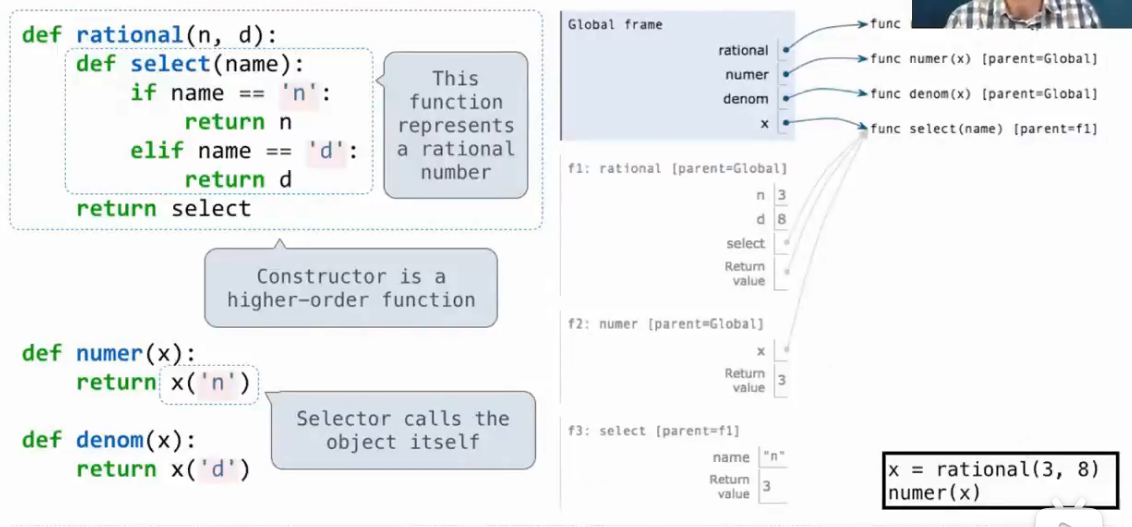 def rational(n, d):
def select(name):
if name == 'n':
return n
elif name == 'd':
return d
return select
This
function
represents
a rational
number
Constructor is a
higher-order function
def numer(x):
return x('n')
Selector calls the
object itself
def denom(x):
return x('d')
Global frame
rational
numer
denom
x
func
func numer(x) [parent=Global]
func denom(x) [parent=Global]
func select(name) [parent=f1]
f1: rational [parent=Global]
n 3
d 8
select
Return
value
f2: numer [parent=Global]
x
Return
value 3
f3: select [parent=f1]
name "n"
Return
value 3
x = rational(3, 8)
numer(x)